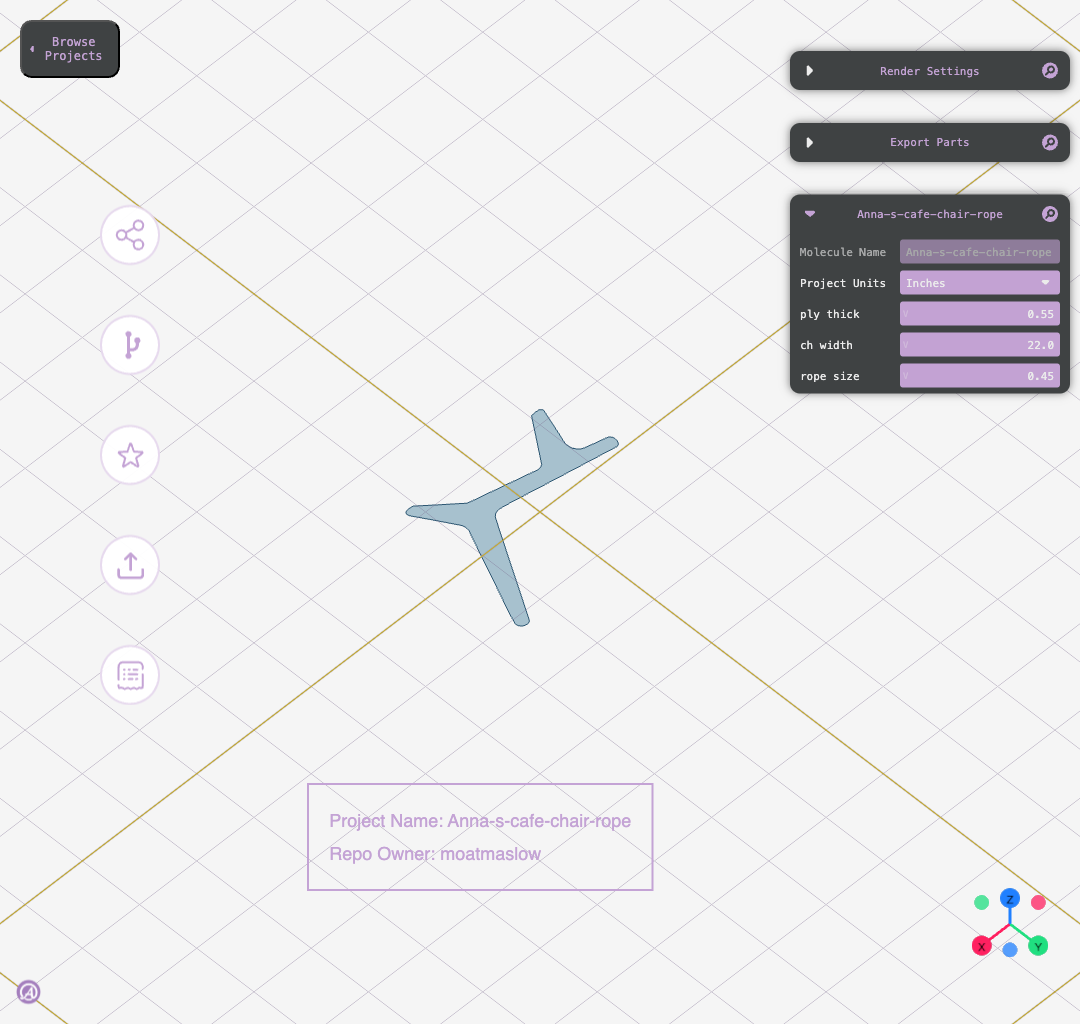 Browse
Projects
Render Settings
Export Parts
Anna-s-cafe-chair-rope
Molecule Name Anna-s-cafe-chair-rope
Project Units Inches
ply thick V 0.55
ch width V 22.0
rope size V 0.45
Project Name: Anna-s-cafe-chair-rope
Repo Owner: moatmaslow
Z
X
Y
A